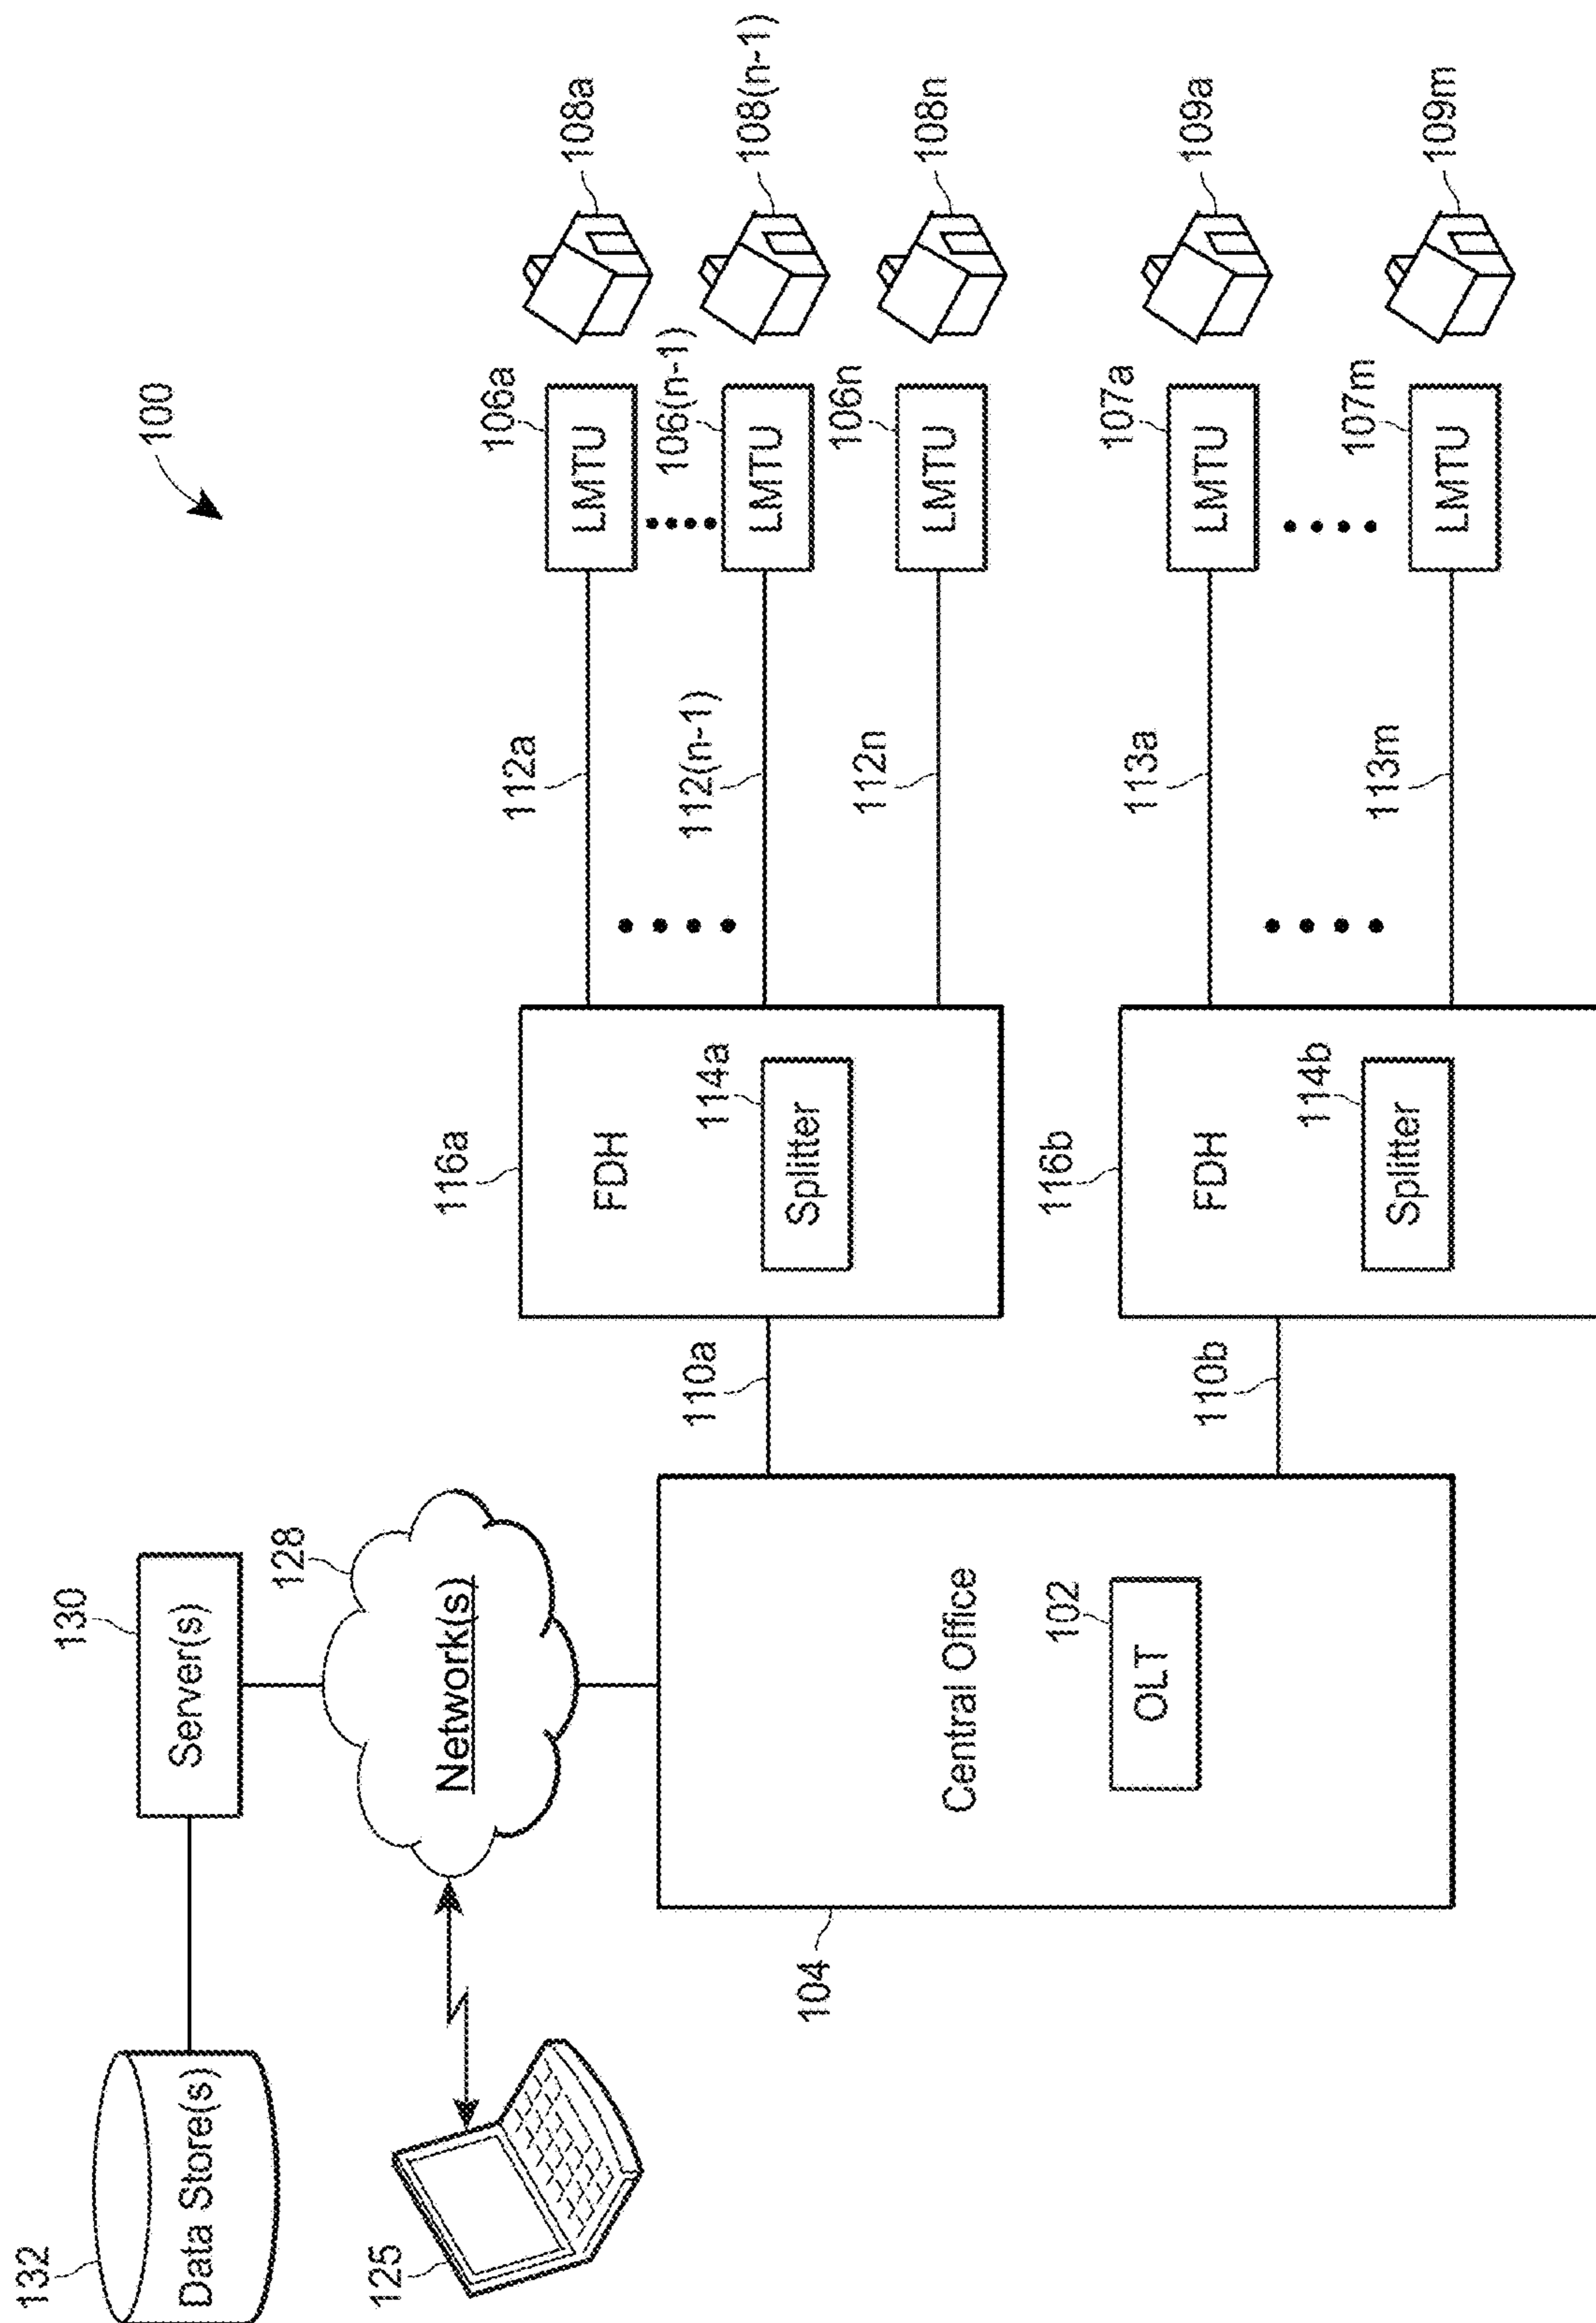 100
132
Data Store(s)
130
Server(s)
125
128
Network(s)
104
Central Office
102
OLT
110a
110b
116a
FDH
114a
Splitter
116b
FDH
114b
Splitter
112a
112(n-1)
112n
113a
113m
106a
LMTU
106(n-1)
LMTU
106n
LMTU
107a
LMTU
107m
LMTU
108a
108(n-1)
108n
109a
109m